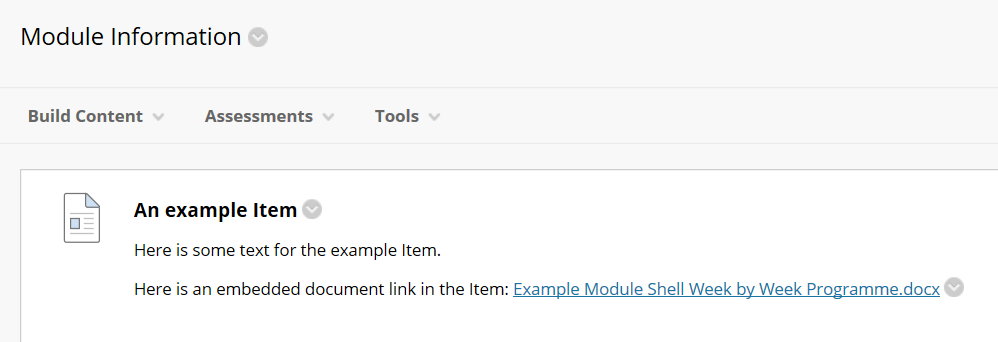 Module Information
Build Content Assessments Tools
An example Item
Here is some text for the example Item.
Here is an embedded document link in the Item: Example Module Shell Week by Week Programme.docx